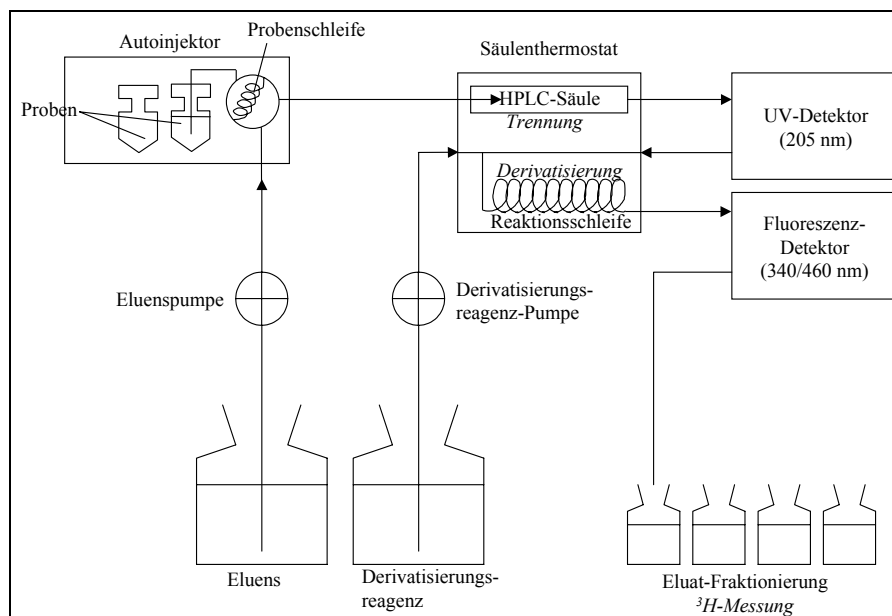 Probenschleife
Autoinjektor
Proben
Säulenthermostat
HPLC-Säule
Trennung
UV-Detektor
(205 nm)
Derivatisierung
Reaktionsschleife
Fluoreszenz-
Detektor
(340/460 nm)
Eluenspumpe
Derivatisierungs-
reagenz-Pumpe
Eluens
Derivatisierungs-
reagenz
Eluat-Fraktionierung
³H-Messung